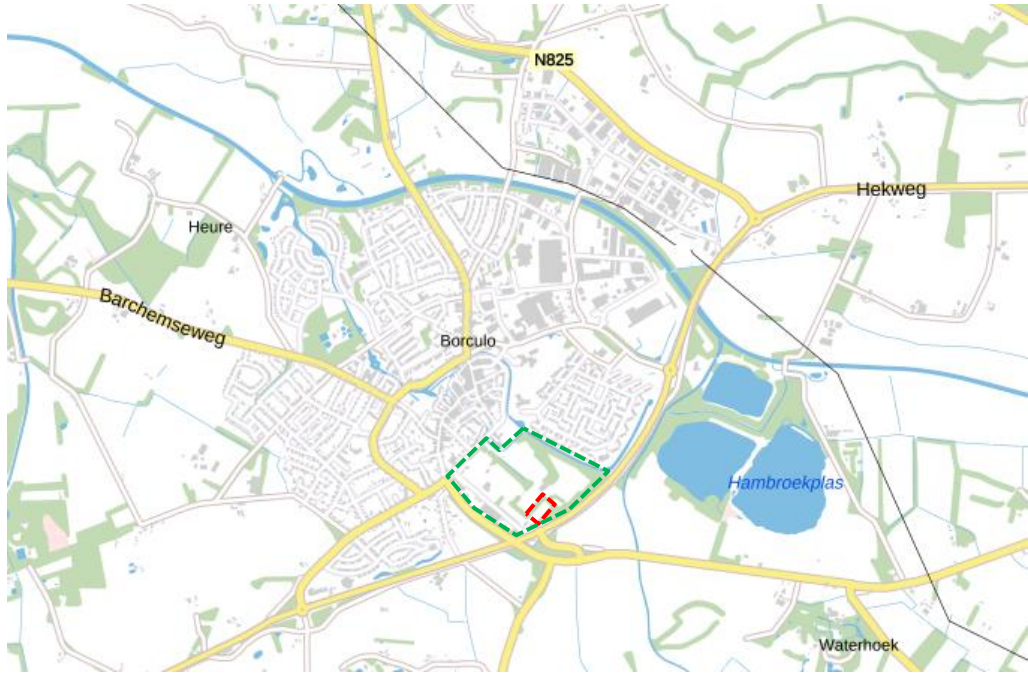 N825
Hekweg
Heure
Barchemseweg
Borculo
Hambroekplas
Waterhoek